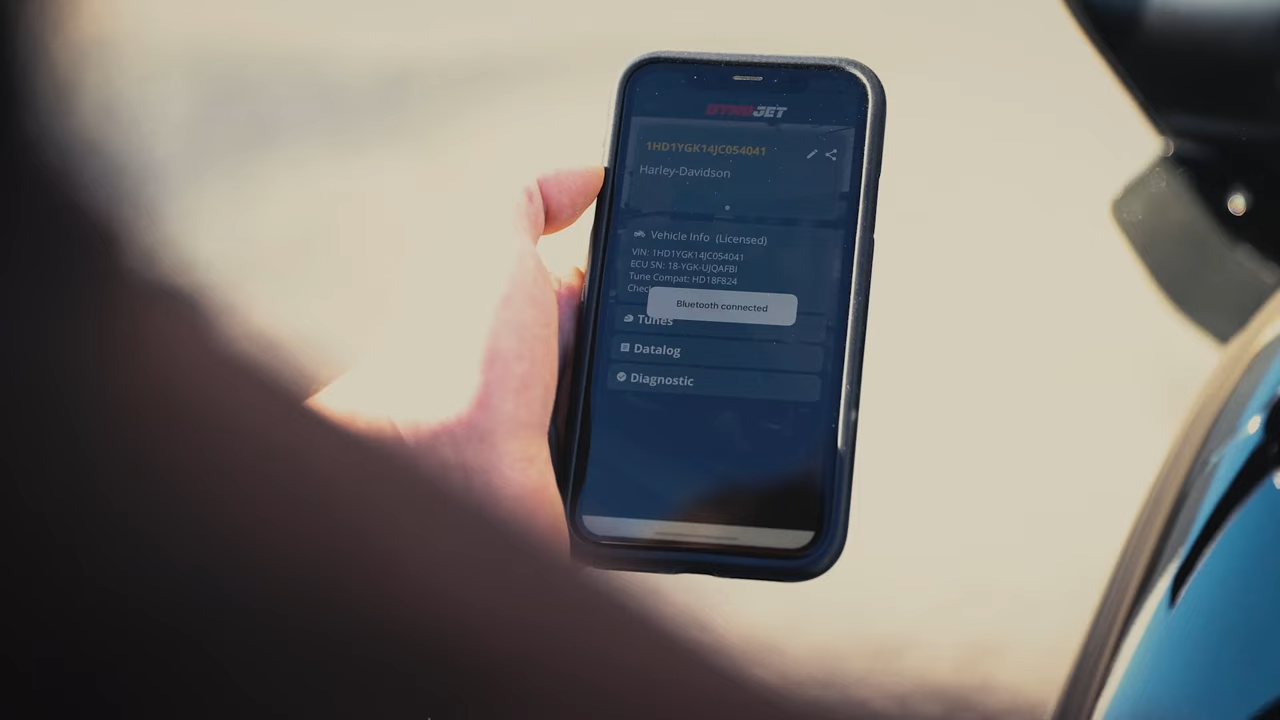 DYNOJET
1HD1YGK14JC054041
Harley-Davidson
Vehicle Info (Licensed)
VIN: 1HD1YGK14JC054041
ECU SN: 18-YGK-UJQAFBI
Tune Compat: HD18F824
Chec
Bluetooth connected
Tunes
Datalog
Diagnostic